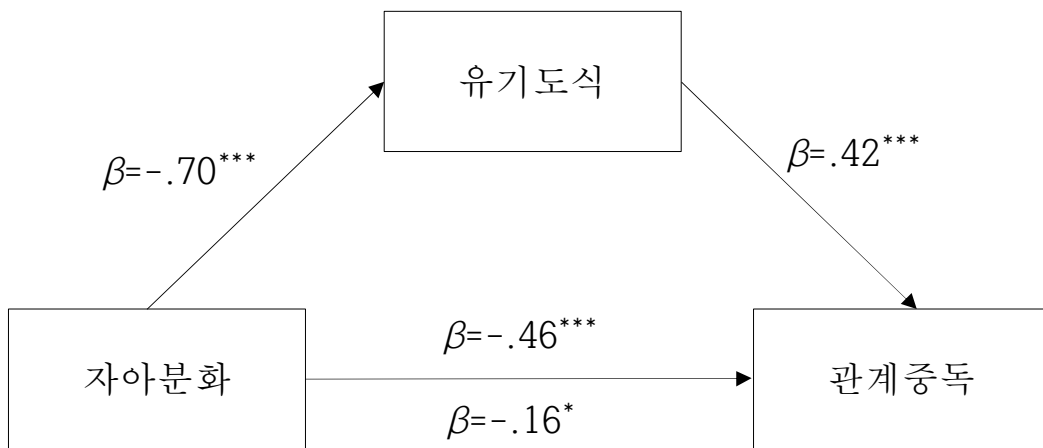 유기도식
β=-.70***
β=.42***
β=-.46***
자아분화
관계중독
β=-.16*